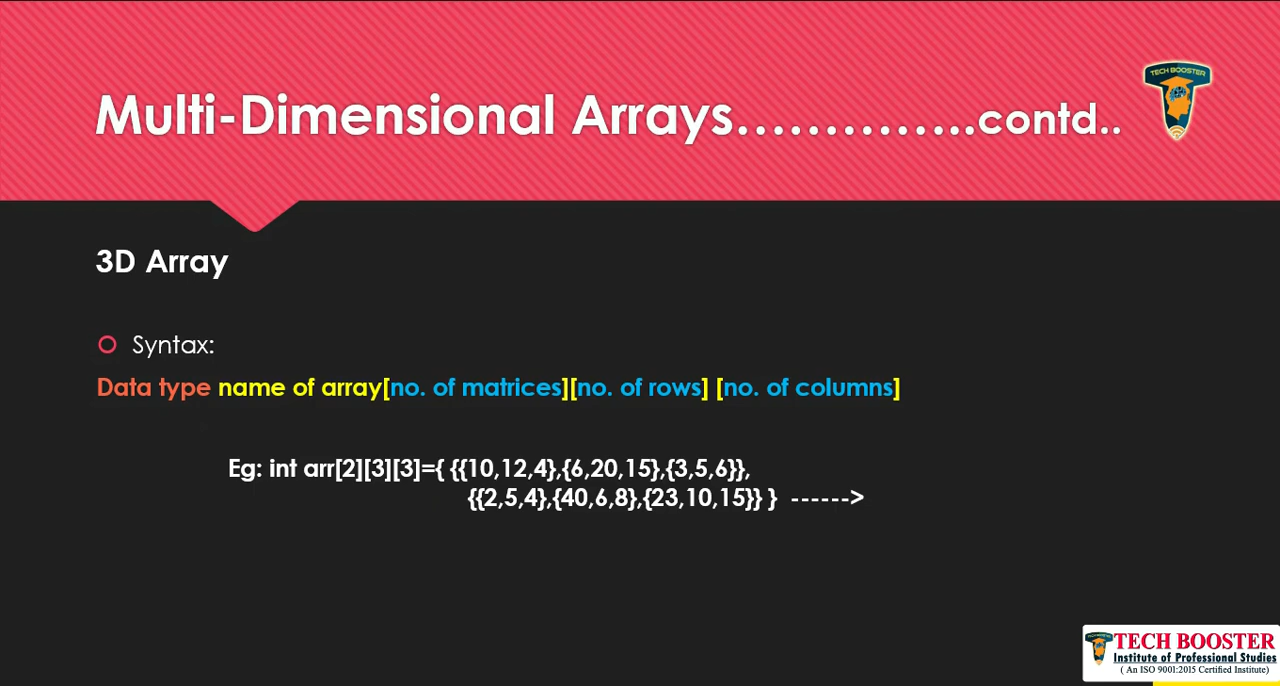 Multi-Dimensional Arrays…………..contd..
TECH BOOSTER
3D Array
Syntax:
Data type name of array[no. of matrices][no. of rows] [no. of columns]
Eg: int arr[2][3][3]={ {{10,12,4},{6,20,15},{3,5,6}},
{{2,5,4},{40,6,8},{23,10,15}} } ------>
TECH BOOSTER
Institute of Professional Studies
( An ISO 9001:2015 Certified Institute)